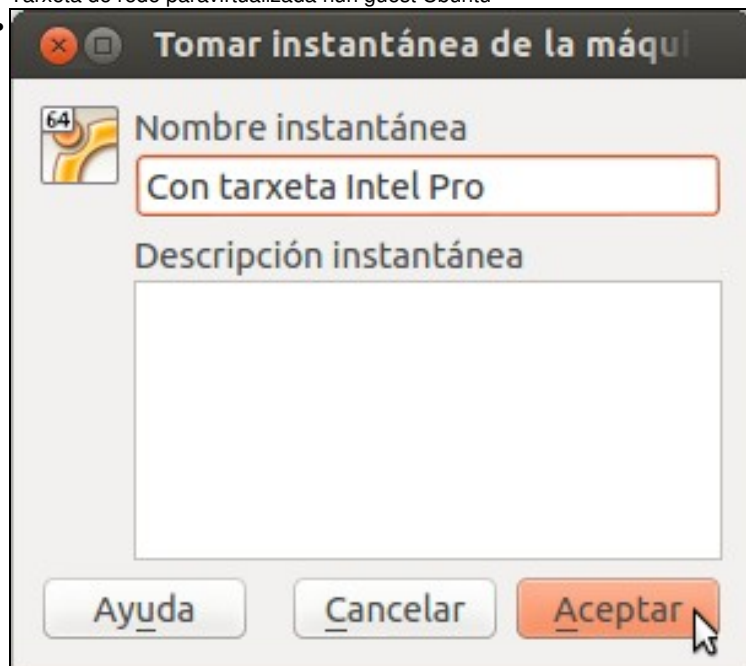 Tarxeta de rede paravirtualizada nun guest Ubuntu
Tomar instantánea de la máqui
64
Nombre instantánea
Con tarxeta Intel Pro
Descripción instantánea
Ayuda
Cancelar
Aceptar